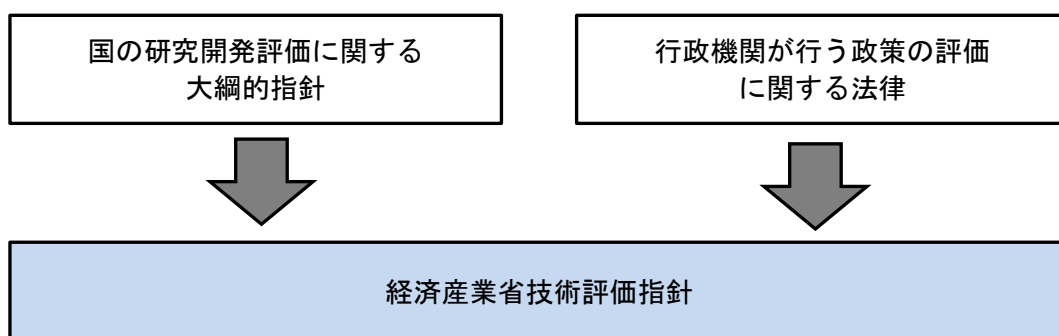 国の研究開発評価に関する
大綱的指針
行政機関が行う政策の評価
に関する法律
経済産業省技術評価指針